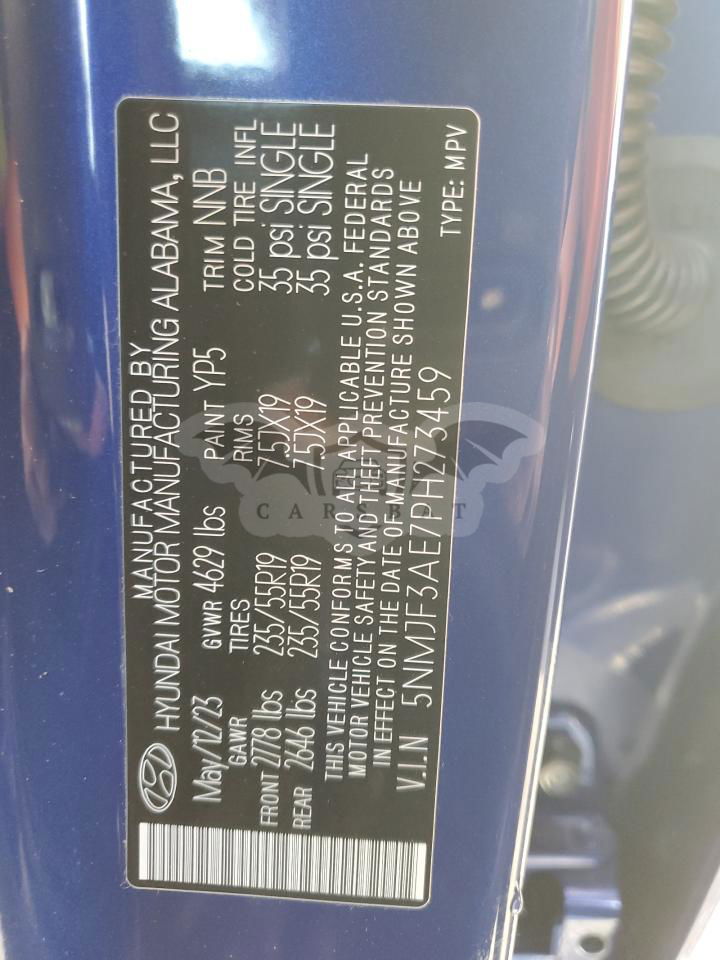 MANUFACTURED BY
HYUNDAI MOTOR MANUFACTURING ALABAMA, LLC
May/12/23 GVWR 4629 lbs PAINT YP5 TRIM NNB
GAWR TIRES RIMS COLD TIRE INFL
FRONT 2778 lbs 235/55R19 7.5JX19 35 psi SINGLE
REAR 2646 lbs 235/55R19 7.5JX19 35 psi SINGLE
THIS VEHICLE CONFORMS TO ALL APPLICABLE U.S.A. FEDERAL
MOTOR VEHICLE SAFETY AND THEFT PREVENTION STANDARDS
IN EFFECT ON THE DATE OF MANUFACTURE SHOWN ABOVE
V.I.N 5NMJF3AE7PH273459
TYPE: MPV
CARSBAT